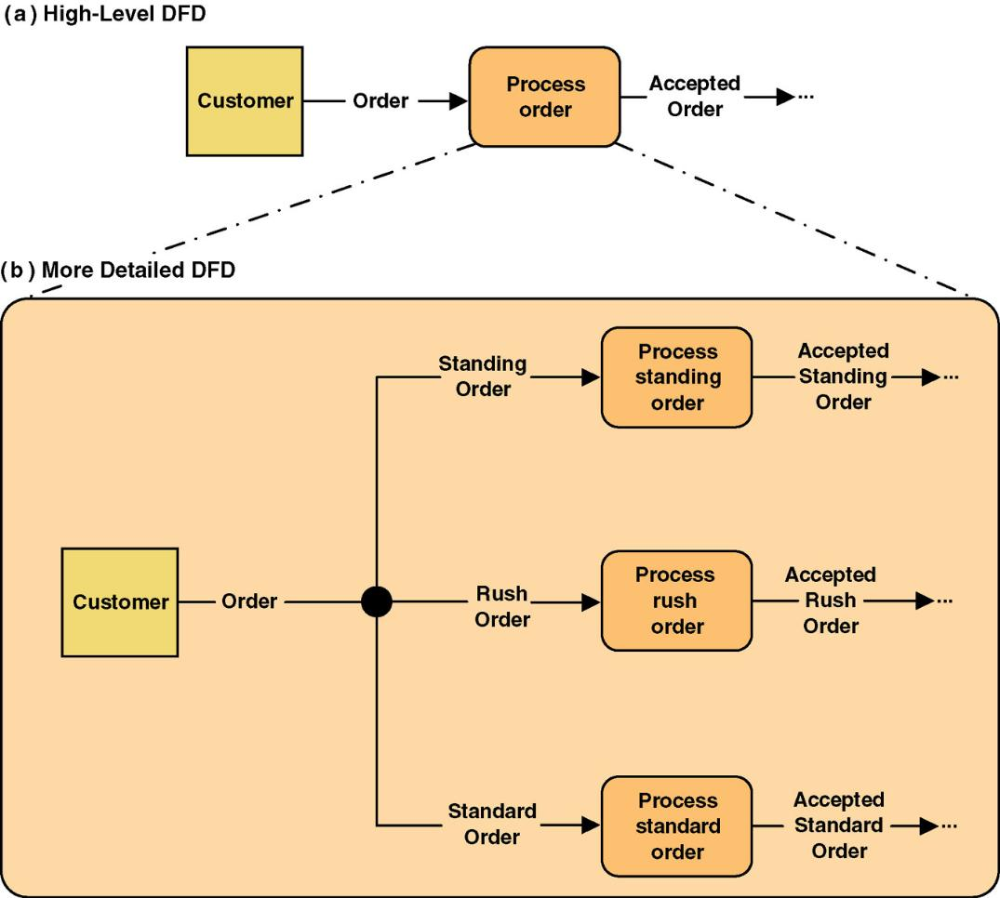 (a) High-Level DFD
Customer
Order
Process
order
Accepted
Order
...
(b) More Detailed DFD
Standing
Order
Process
standing
order
Accepted
Standing
Order
...
Customer
Order
Rush
Order
Process
rush
order
Accepted
Rush
Order
...
Standard
Order
Process
standard
order
Accepted
Standard
Order
...